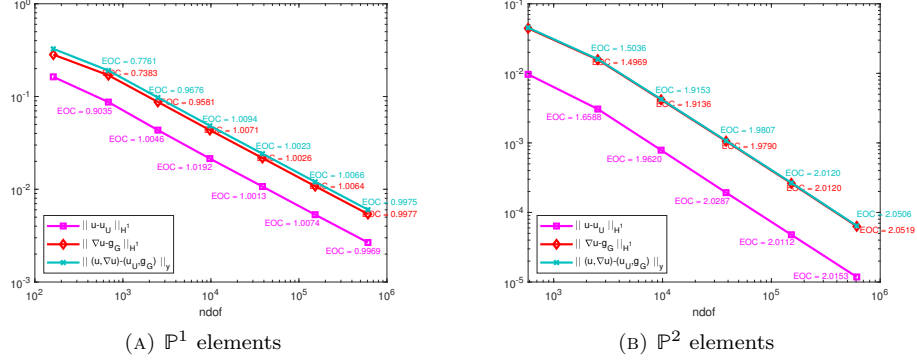 10^0
10^-1
10^-2
10^-3
10^2 10^3 10^4 10^5 10^6
ndof
EOC = 0.7761
EOC = 0.7383
EOC = 0.9035
EOC = 0.9676
EOC = 0.9581
EOC = 1.0046
EOC = 1.0094
EOC = 1.0071
EOC = 1.0192
EOC = 1.0023
EOC = 1.0026
EOC = 1.0013
EOC = 1.0066
EOC = 1.0064
EOC = 1.0074
EOC = 0.9975
EOC = 0.9977
EOC = 0.9969
|| u-u_U ||_H^1
|| ∇u-g_G ||_H^1
|| (u,∇u)-(u_U,g_G) ||_y
(A) ℙ^1 elements
10^-1
10^-2
10^-3
10^-4
10^-5
10^3 10^4 10^5 10^6
ndof
EOC = 1.5036
EOC = 1.4969
EOC = 1.6588
EOC = 1.9153
EOC = 1.9136
EOC = 1.9620
EOC = 1.9807
EOC = 1.9790
EOC = 2.0287
EOC = 2.0120
EOC = 2.0120
EOC = 2.0112
EOC = 2.0506
EOC = 2.0519
EOC = 2.0153
|| u-u_U ||_H^1
|| ∇u-g_G ||_H^1
|| (u,∇u)-(u_U,g_G) ||_y
(B) ℙ^2 elements